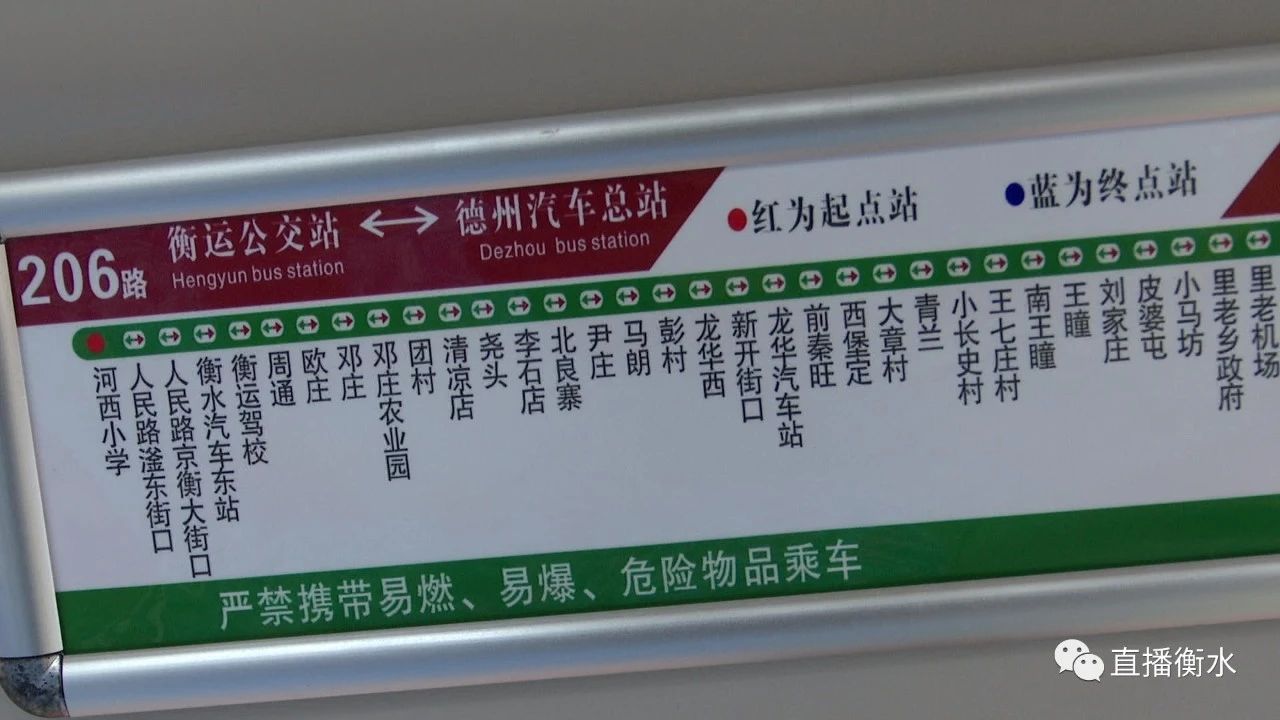 206路
衡运公交站 ↔ 德州汽车总站
Hengyun bus station Dezhou bus station
红为起点站
蓝为终点站
河西小学
人民路滏东街口
人民路京衡大街口
衡水汽车东站
衡运驾校
周通
欧庄
邓庄
邓庄农业园
团村
清凉店
尧头
李石店
北良寨
尹庄
马朗
彭村
龙华西
新开街口
龙华汽车站
前秦旺
西堡定
大章村
青兰
小长史村
王七庄村
南王瞳
王瞳
刘家庄
皮婆屯
小马坊
里老乡政府
里老机场
严禁携带易燃、易爆、危险物品乘车
直播衡水